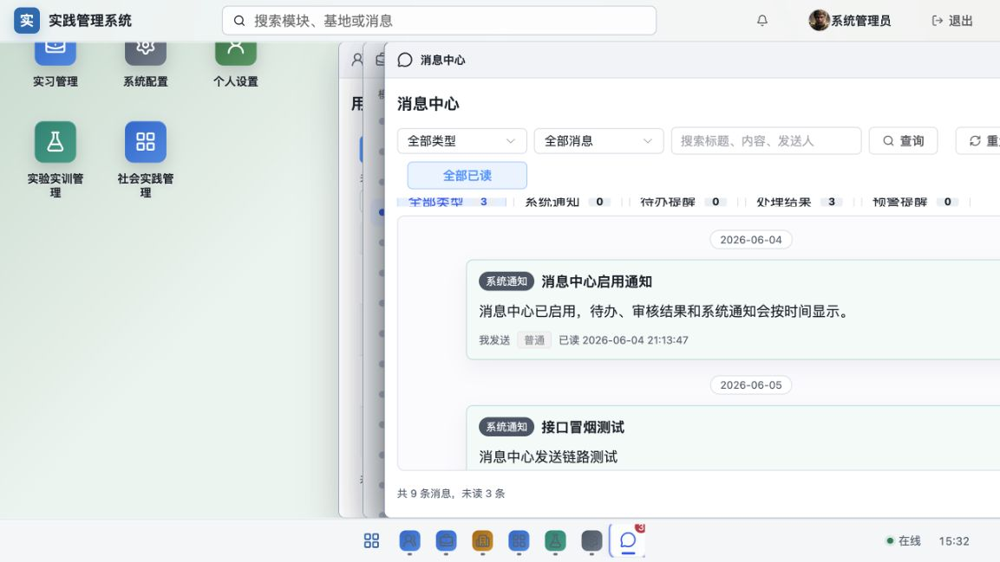 实 实践管理系统
搜索模块、基地或消息
系统管理员
退出
实习管理
系统配置
个人设置
实验实训管理
社会实践管理
用
消息中心
消息中心
全部类型
全部消息
搜索标题、内容、发送人
查询
全部已读
全部类型 3
系统通知 0
待办提醒 0
处理结果 3
预警提醒 0
2026-06-04
系统通知 消息中心启用通知
消息中心已启用，待办、审核结果和系统通知会按时间显示。
我发送 普通 已读 2026-06-04 21:13:47
2026-06-05
系统通知 接口冒烟测试
消息中心发送链路测试
共 9 条消息，未读 3 条
3
在线
15:32